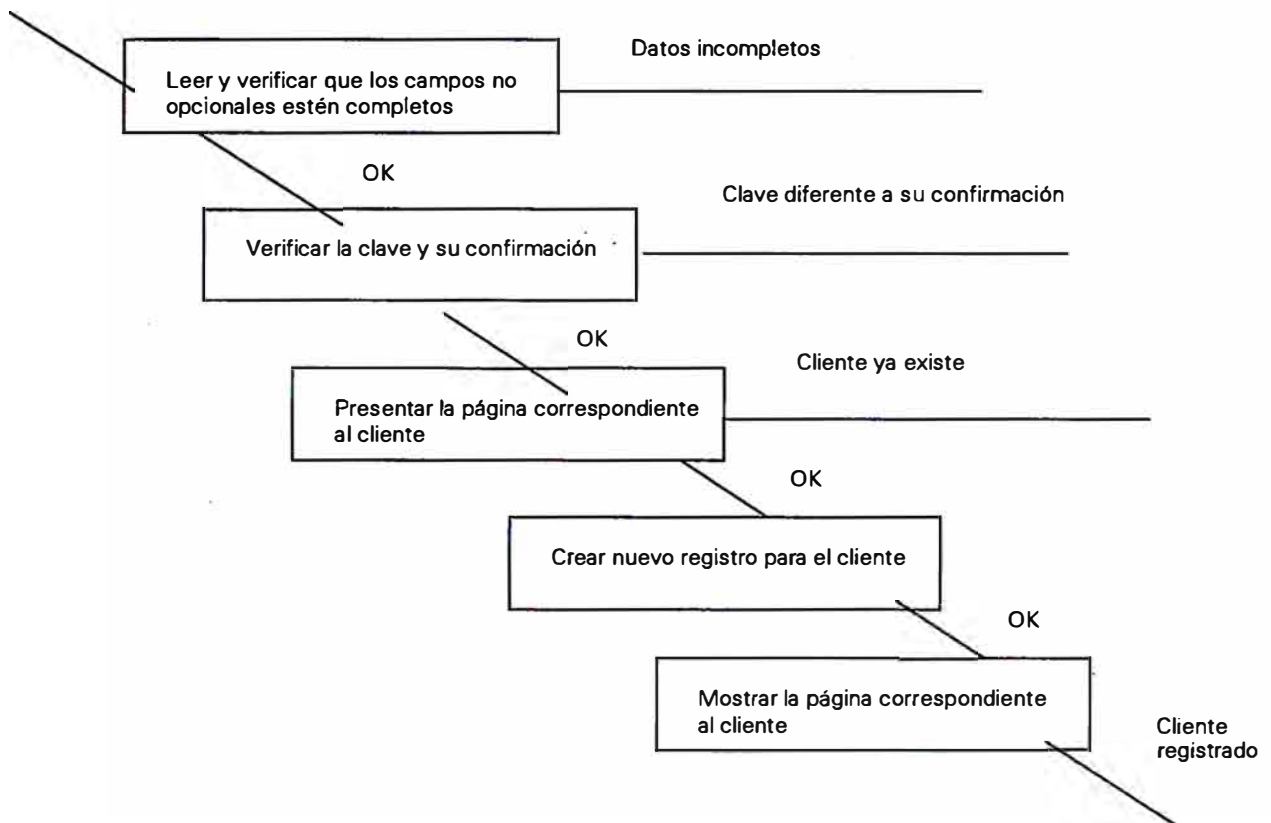 Datos incompletos
Leer y verificar que los campos no
opcionales estén completos
OK
Clave diferente a su confirmación
Verificar la clave y su confirmación
OK
Cliente ya existe
Presentar la página correspondiente
al cliente
OK
Crear nuevo registro para el cliente
OK
Mostrar la página correspondiente
al cliente
Cliente
registrado